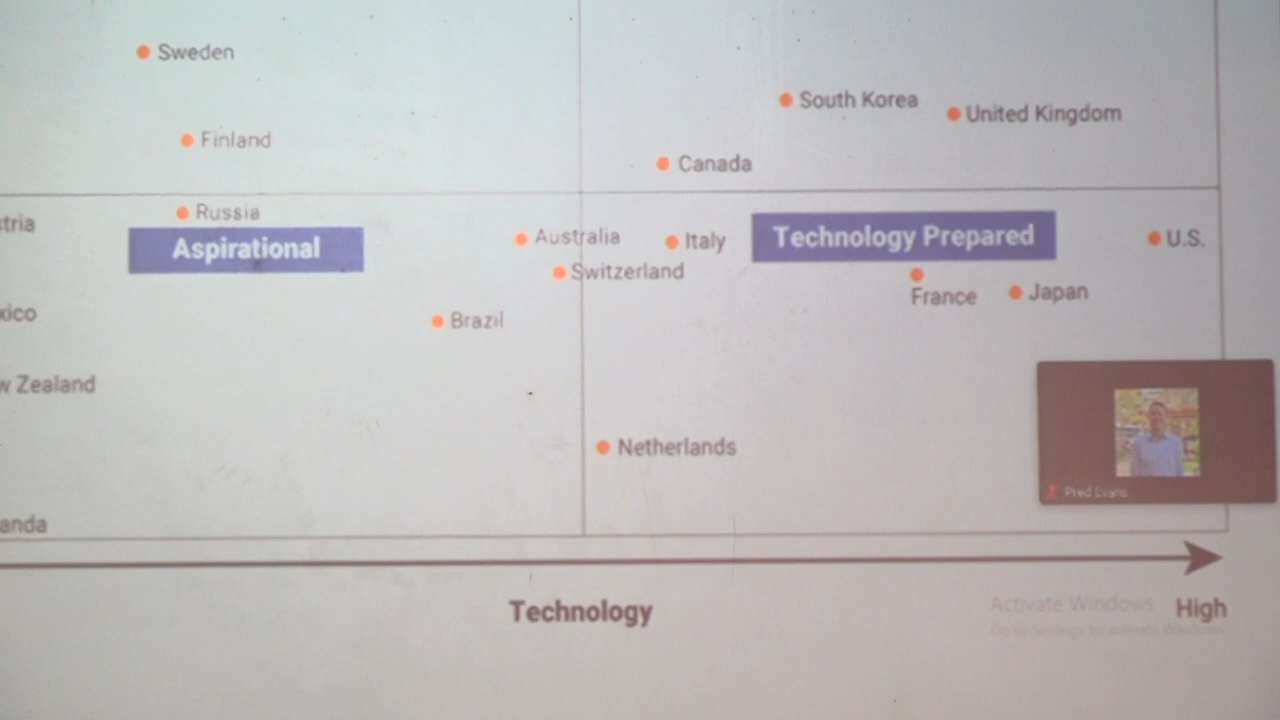 Sweden
South Korea
United Kingdom
Finland
Canada
Russia
stria
Aspirational
Australia
Italy
Technology Prepared
U.S.
Switzerland
France
Japan
xico
Brazil
w Zealand
Netherlands
Pred Evans
anda
Technology
Activate Windows
High
Go to Settings to activate Windows.